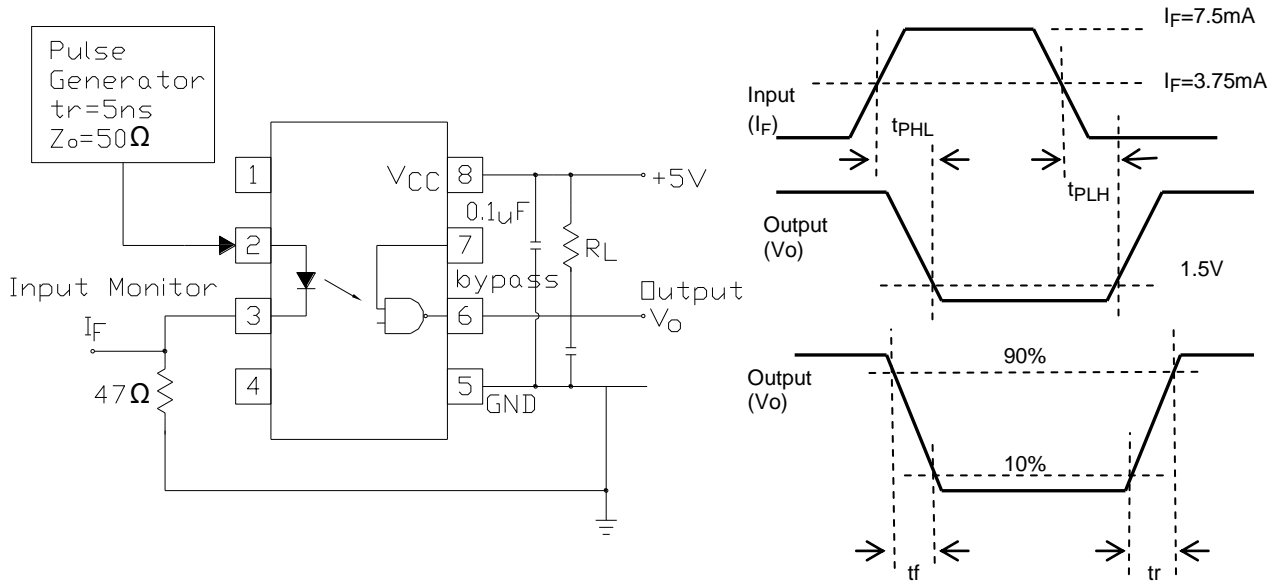 Pulse
Generator
tr=5ns
Zo=50Ω
1
2
3
4
VCC
8
7
6
5
0.1uF
bypass
RL
+5V
Output
Vo
GND
Input Monitor
IF
47Ω
IF=7.5mA
IF=3.75mA
Input
(IF)
tPHL
tPLH
Output
(Vo)
1.5V
Output
(Vo)
90%
10%
tf
tr